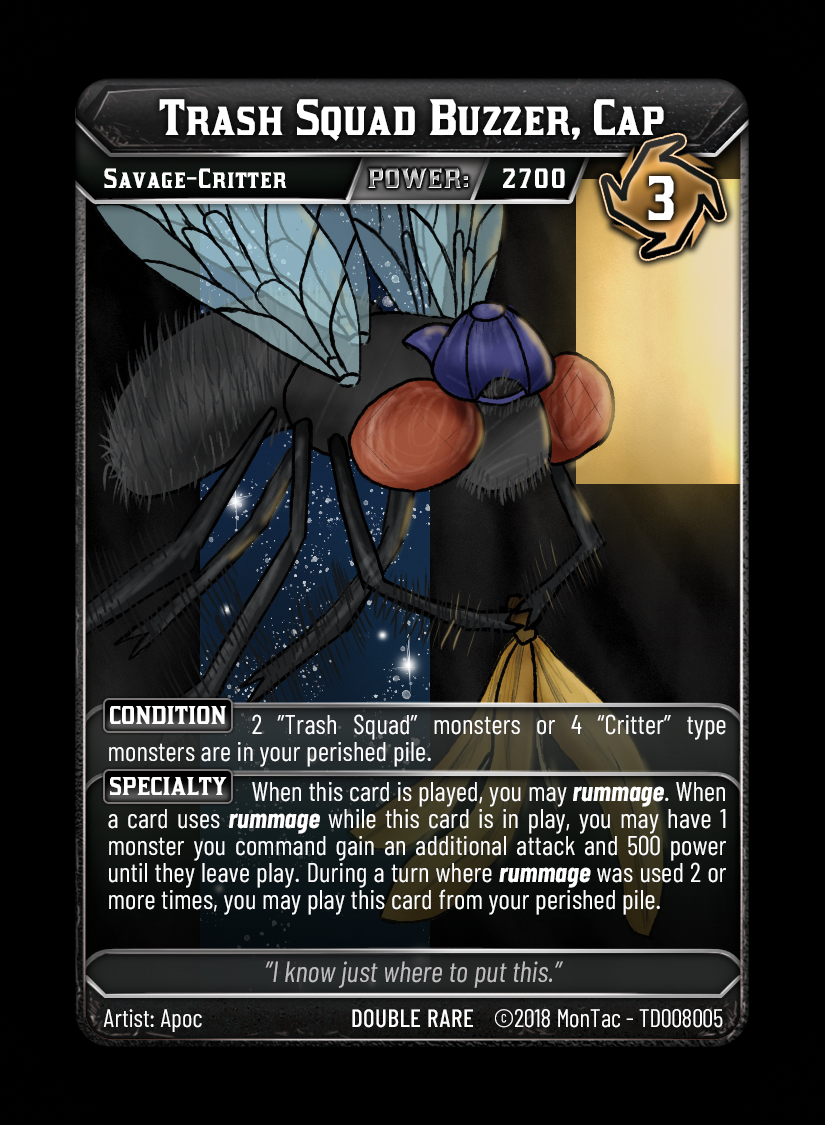 Trash Squad Buzzer, Cap
Savage-Critter POWER: 2700
3
CONDITION 2 "Trash Squad" monsters or 4 "Critter" type
monsters are in your perished pile.
SPECIALTY When this card is played, you may rummage. When
a card uses rummage while this card is in play, you may have 1
monster you command gain an additional attack and 500 power
until they leave play. During a turn where rummage was used 2 or
more times, you may play this card from your perished pile.
"I know just where to put this."
Artist: Apoc DOUBLE RARE ©2018 MonTac - TD008005